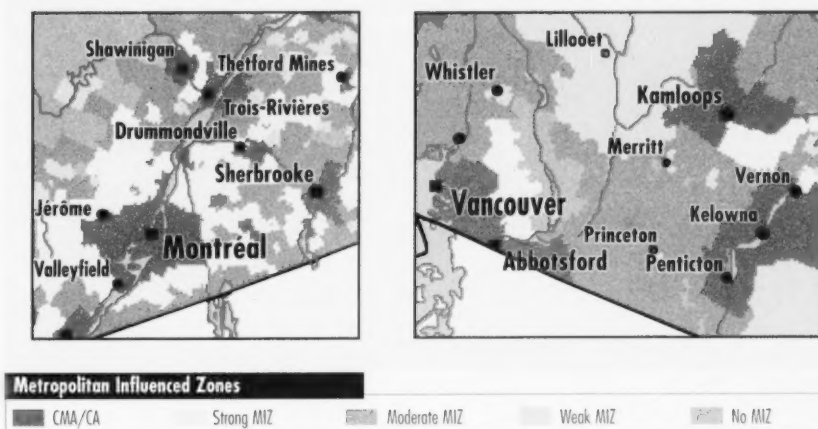 Shawinigan
Thetford Mines
Trois-Rivières
Drummondville
Sherbrooke
Jérôme
Montréal
Valleyfield
Lillooet
Whistler
Kamloops
Merritt
Vernon
Vancouver
Kelowna
Princeton
Abbotsford
Penticton
Metropolitan Influenced Zones
CMA/CA
Strong MIZ
Moderate MIZ
Weak MIZ
No MIZ